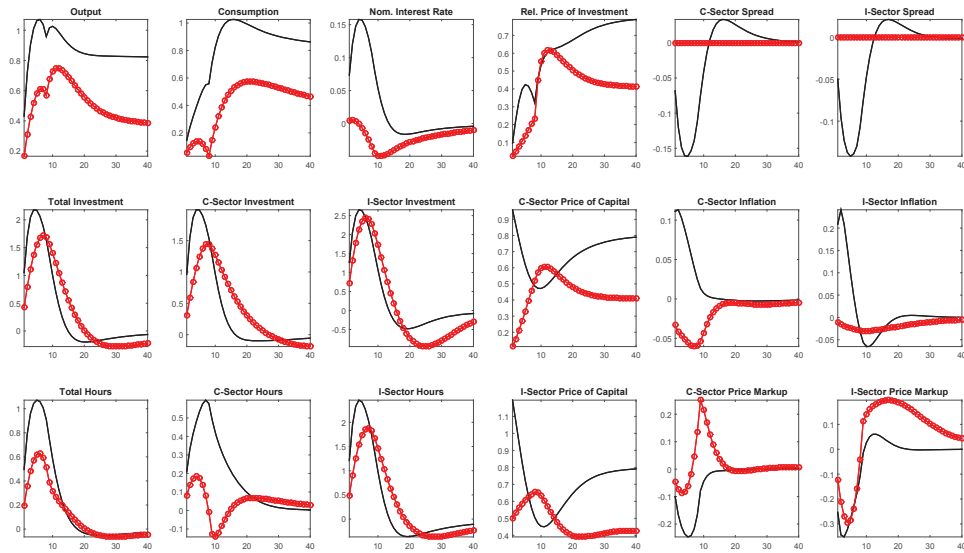 Output
Consumption
Nom. Interest Rate
Rel. Price of Investment
C-Sector Spread
I-Sector Spread
1
0.8
0.6
0.4
0.2
10 20 30 40
1
0.8
0.6
0.4
0.2
10 20 30 40
0.15
0.1
0.05
0
10 20 30 40
0.7
0.6
0.5
0.4
0.3
0.2
0.1
10 20 30 40
0
-0.05
-0.1
-0.15
10 20 30 40
0
-0.05
-0.1
10 20 30 40
Total Investment
C-Sector Investment
I-Sector Investment
C-Sector Price of Capital
C-Sector Inflation
I-Sector Inflation
2
1.5
1
0.5
0
10 20 30 40
1.5
1
0.5
0
10 20 30 40
2.5
2
1.5
1
0.5
0
-0.5
10 20 30 40
0.9
0.8
0.7
0.6
0.5
0.4
0.3
0.2
10 20 30 40
0.1
0.05
0
-0.05
10 20 30 40
0.2
0.15
0.1
0.05
0
-0.05
10 20 30 40
Total Hours
C-Sector Hours
I-Sector Hours
I-Sector Price of Capital
C-Sector Price Markup
I-Sector Price Markup
1
0.8
0.6
0.4
0.2
0
10 20 30 40
0.5
0.4
0.3
0.2
0.1
0
-0.1
10 20 30 40
2
1.5
1
0.5
0
10 20 30 40
1
0.8
0.6
0.4
10 20 30 40
0.2
0.1
0
-0.1
-0.2
10 20 30 40
0.1
0
-0.1
-0.2
-0.3
10 20 30 40